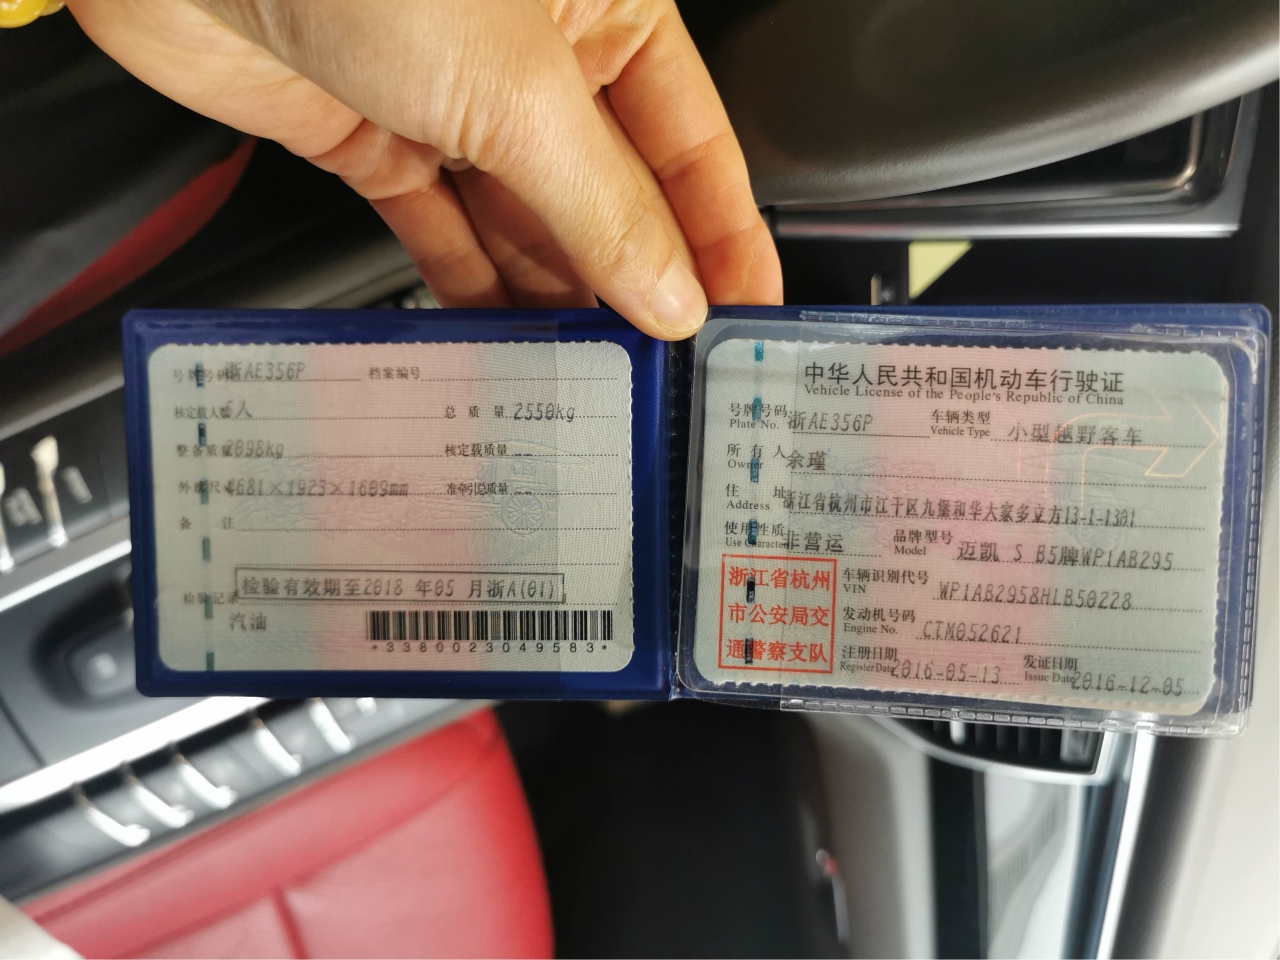 号牌号码 浙AE356P 档案编号
核定载人数 5人 总质量 2550kg
整备质量 2098kg 核定载质量 --
外廓尺寸 4681×1923×1609mm 准牵引总质量 --
备注
检验记录 检验有效期至2018 年05 月浙A(01)
汽油
*3380023049583*
中华人民共和国机动车行驶证
Vehicle License of the People's Republic of China
号牌号码 浙AE356P 车辆类型 小型越野客车
Plate No. Vehicle Type
所有人 余瑾
Owner
住址 浙江省杭州市江干区九堡和华大家多立方13-1-1301
Address
使用性质 非营运 品牌型号 迈凯 S B5牌WP1AB295
Use Character Model
浙江省杭州
市公安局交
通警察支队
车辆识别代号 WP1AB2958HLB50228
VIN
发动机号码 CTM052621
Engine No.
注册日期 2016-05-13 发证日期 2016-12-05
Register Date Issue Date